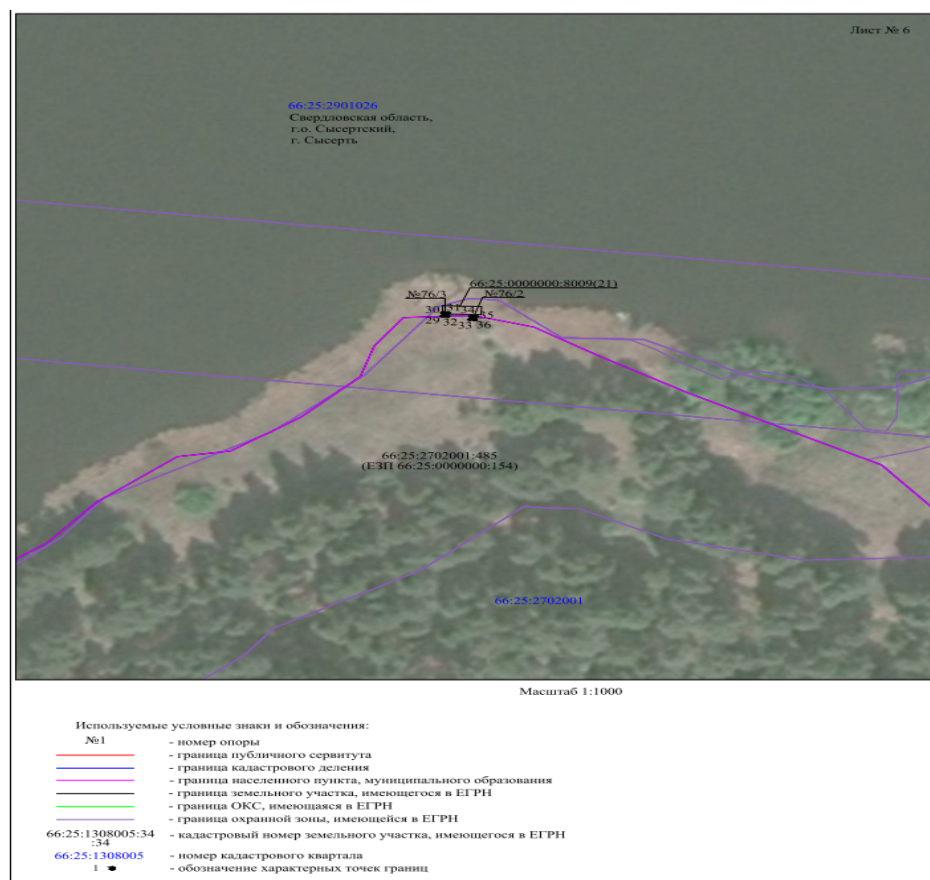 Лист № 6
66:25:2901026
Свердловская область,
г.о. Сысертский,
г. Сысерть
66:25:0000000:8009(21)
№76/3
№76/2
30
31
34
35
29
32
33
36
66:25:2702001:485
(ЕЗП 66:25:0000000:154)
66:25:2702001
Масштаб 1:1000
Используемые условные знаки и обозначения:
№1 - номер опоры
- граница публичного сервитута
- граница кадастрового деления
- граница населенного пункта, муниципального образования
- граница земельного участка, имеющегося в ЕГРН
- граница ОКС, имеющаяся в ЕГРН
- граница охранной зоны, имеющейся в ЕГРН
66:25:1308005:34
:34
- кадастровый номер земельного участка, имеющегося в ЕГРН
66:25:1308005 - номер кадастрового квартала
1 - обозначение характерных точек границ